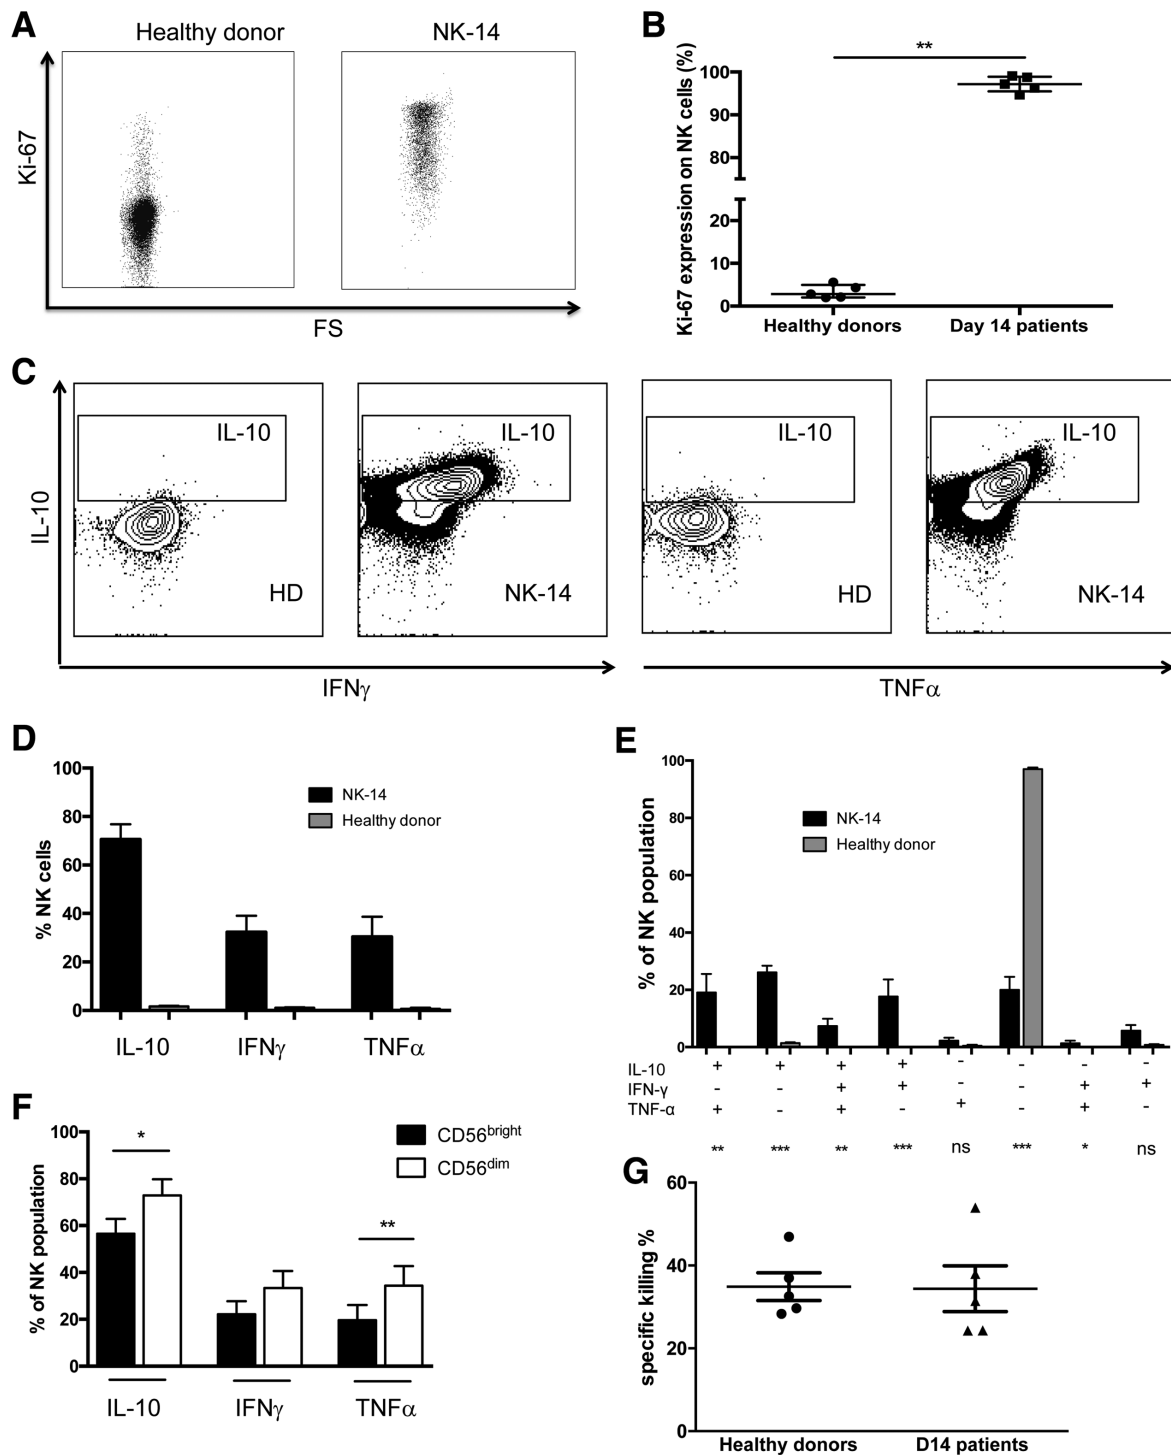 A
Healthy donor NK-14
Ki-67
FS
B
**
Ki-67 expression on NK cells (%)
100
90
80
20
10
0
Healthy donors Day 14 patients
C
IL-10 IL-10 IL-10 IL-10
IL-10
HD NK-14 HD NK-14
IFNγ TNFα
D
% NK cells
100
80
60
40
20
0
NK-14
Healthy donor
IL-10 IFNγ TNFα
E
% of NK population
100
80
60
40
20
0
NK-14
Healthy donor
IL-10 + + + + - - - -
IFN-γ - - + + - - + +
TNF-α + - + - + - + -
** *** ** *** ns *** * ns
F
% of NK population
100
80
60
40
20
0
* **
CD56bright
CD56dim
IL-10 IFNγ TNFα
G
specific killing %
60
40
20
0
Healthy donors D14 patients